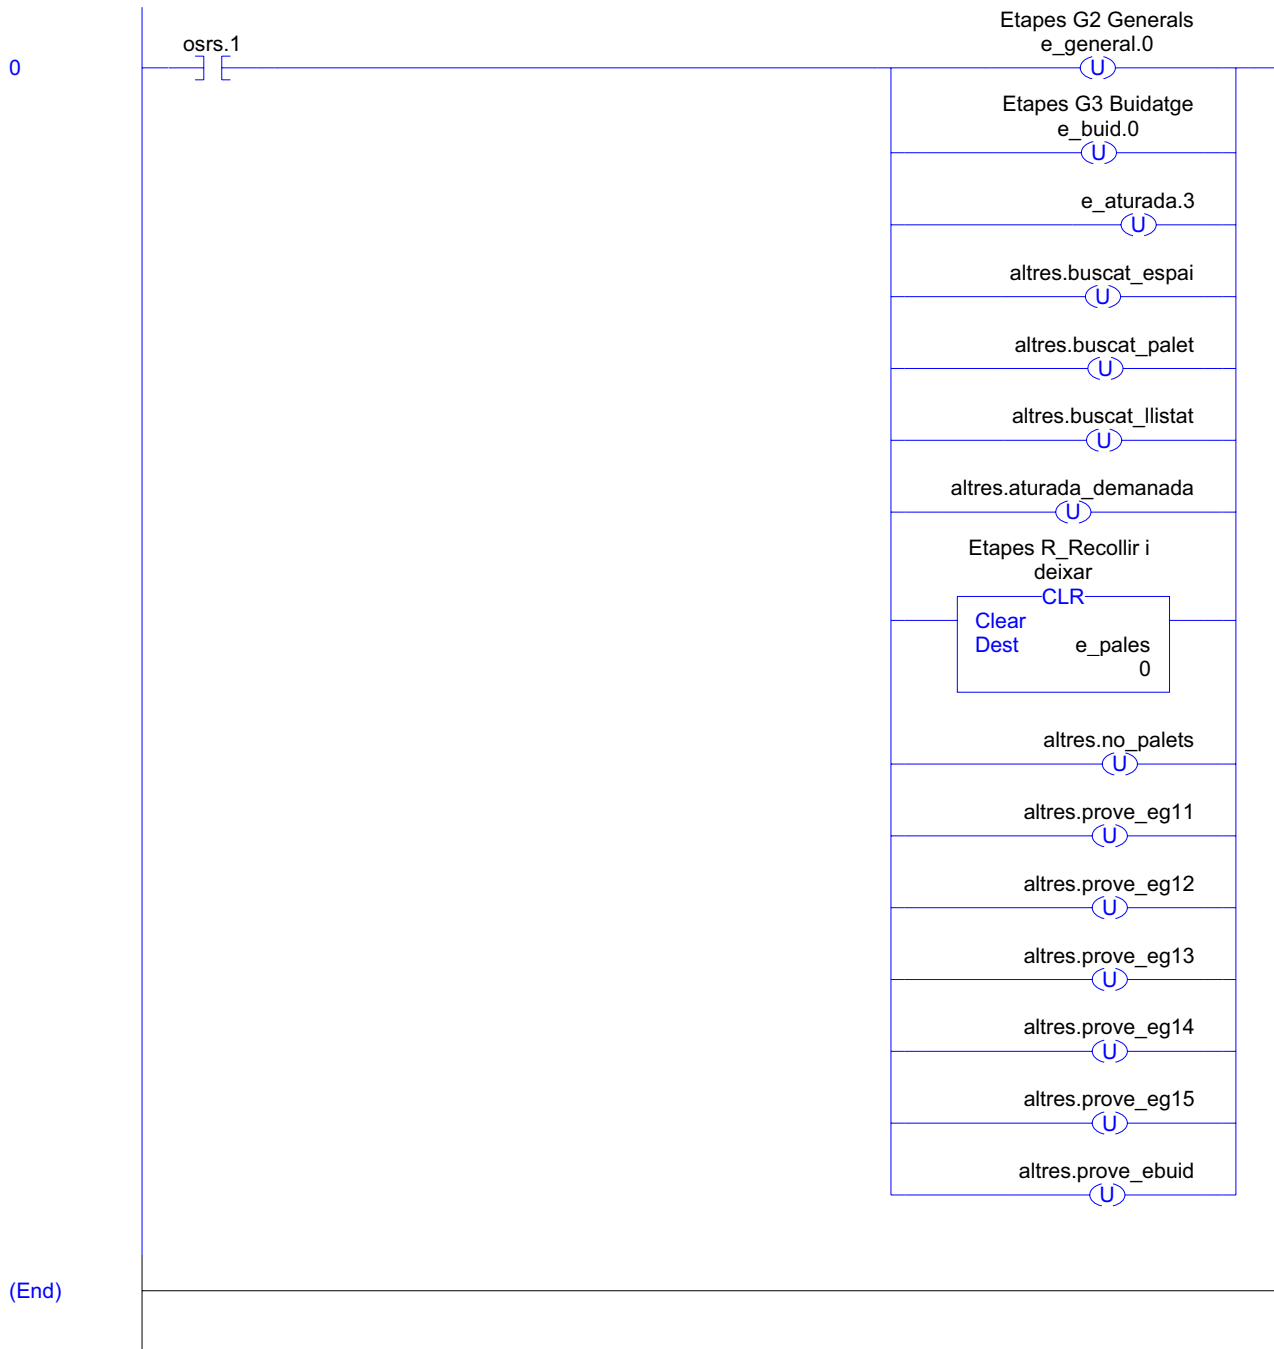 Etapes G2 Generals
osrs.1
e_general.0
0
U
Etapes G3 Buidatge
e_buid.0
U
e_aturada.3
U
altres.buscat_espai
U
altres.buscat_palet
U
altres.buscat_llistat
U
altres.aturada_demanada
U
Etapes R_Recollir i
deixar
CLR
Clear
Dest e_pales
0
altres.no_palets
U
altres.prove_eg11
U
altres.prove_eg12
U
altres.prove_eg13
U
altres.prove_eg14
U
altres.prove_eg15
U
altres.prove_ebuid
U
(End)